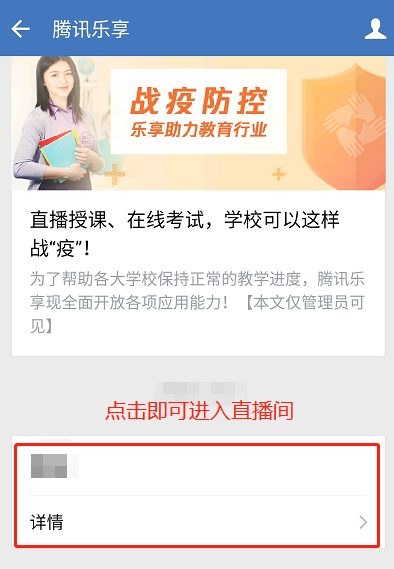 腾讯乐享
战疫防控
乐享助力教育行业
直播授课、在线考试，学校可以这样
战“疫”！
为了帮助各大学校保持正常的教学进度，腾讯乐
享现全面开放各项应用能力！【本文仅管理员可
见】
点击即可进入直播间
详情